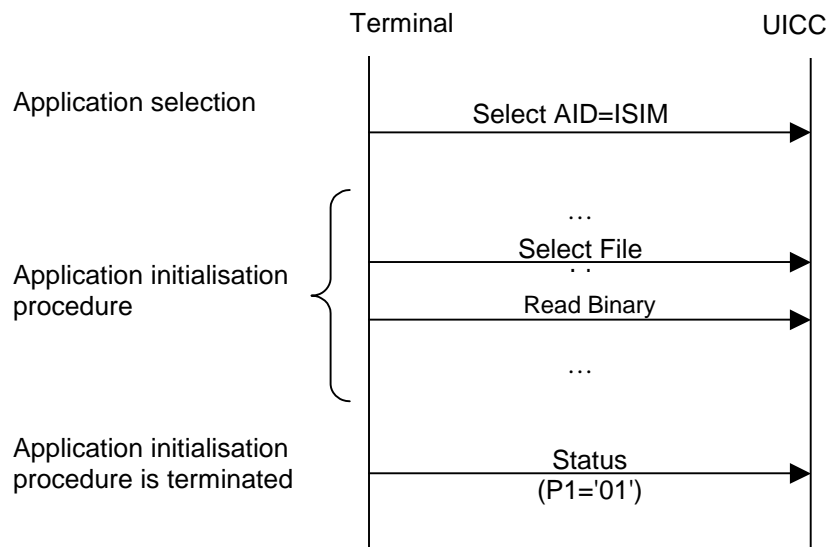 Terminal
UICC
Application selection
Select AID=ISIM
…
Select File
. .
Application initialisation
procedure
Read Binary
…
Application initialisation
procedure is terminated
Status
(P1='01')